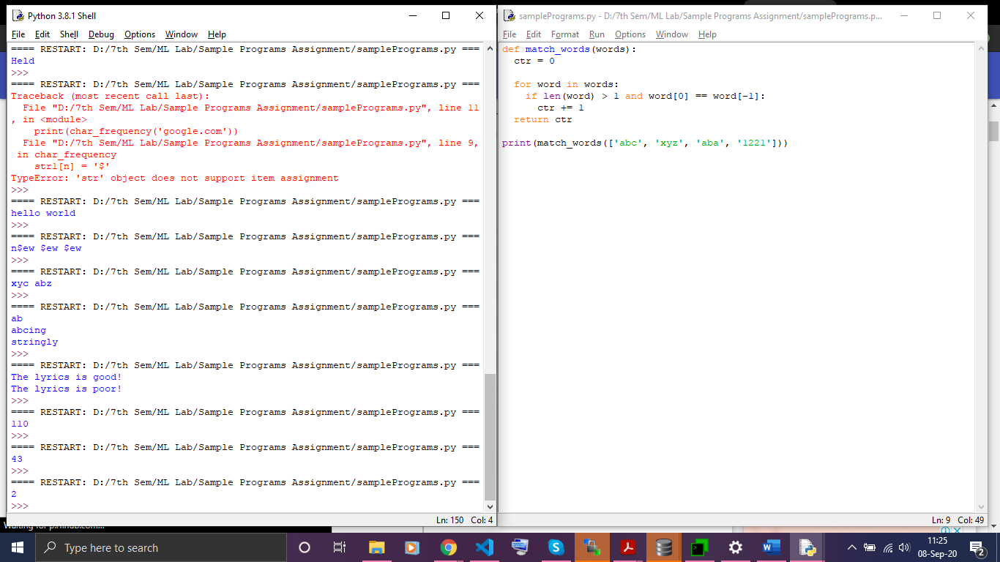 Python 3.8.1 Shell
File Edit Shell Debug Options Window Help
==== RESTART: D:/7th Sem/ML Lab/Sample Programs Assignment/samplePrograms.py ===
Held
>>>
==== RESTART: D:/7th Sem/ML Lab/Sample Programs Assignment/samplePrograms.py ===
Traceback (most recent call last):
  File "D:/7th Sem/ML Lab/Sample Programs Assignment/samplePrograms.py", line 11
, in <module>
    print(char_frequency('google.com'))
  File "D:/7th Sem/ML Lab/Sample Programs Assignment/samplePrograms.py", line 9,
 in char_frequency
    str1[n] = '$'
TypeError: 'str' object does not support item assignment
>>>
==== RESTART: D:/7th Sem/ML Lab/Sample Programs Assignment/samplePrograms.py ===
hello world
>>>
==== RESTART: D:/7th Sem/ML Lab/Sample Programs Assignment/samplePrograms.py ===
n$ew $ew $ew
>>>
==== RESTART: D:/7th Sem/ML Lab/Sample Programs Assignment/samplePrograms.py ===
xyc abz
>>>
==== RESTART: D:/7th Sem/ML Lab/Sample Programs Assignment/samplePrograms.py ===
ab
abcing
stringly
>>>
==== RESTART: D:/7th Sem/ML Lab/Sample Programs Assignment/samplePrograms.py ===
The lyrics is good!
The lyrics is poor!
>>>
==== RESTART: D:/7th Sem/ML Lab/Sample Programs Assignment/samplePrograms.py ===
110
>>>
==== RESTART: D:/7th Sem/ML Lab/Sample Programs Assignment/samplePrograms.py ===
43
>>>
==== RESTART: D:/7th Sem/ML Lab/Sample Programs Assignment/samplePrograms.py ===
2
>>>
Ln: 150 Col: 4
samplePrograms.py - D:/7th Sem/ML Lab/Sample Programs Assignment/samplePrograms.p...
File Edit Format Run Options Window Help
def match_words(words):
  ctr = 0
  for word in words:
    if len(word) > 1 and word[0] == word[-1]:
      ctr += 1
  return ctr
print(match_words(['abc', 'xyz', 'aba', '1221']))
Ln: 9 Col: 49
Waiting for
Type here to search
11:25
08-Sep-20
2